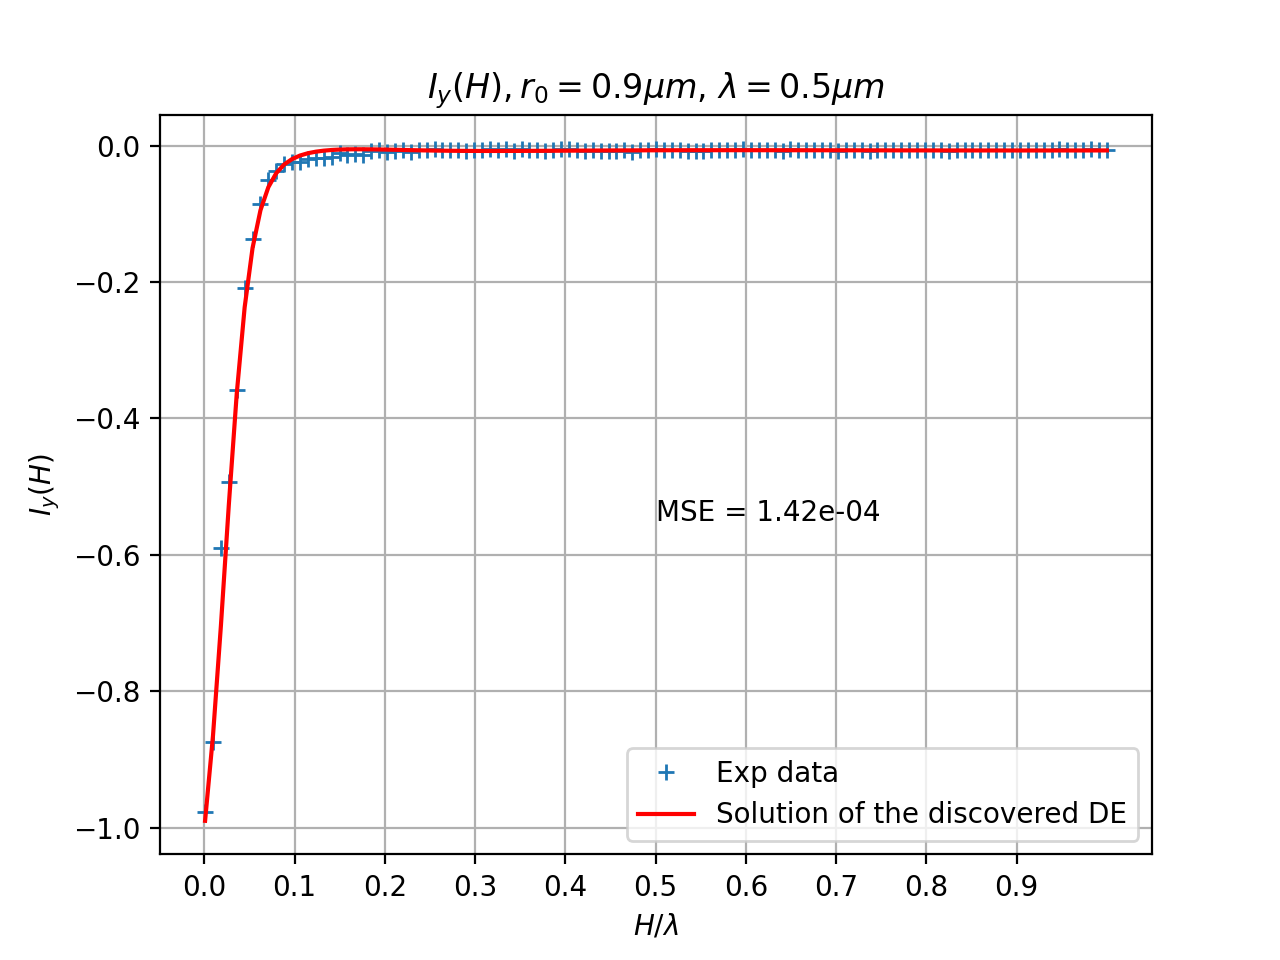 I_y(H), r_0 = 0.9μm, λ = 0.5μm
0.0
−0.2
−0.4
−0.6
−0.8
−1.0
I_y(H)
MSE = 1.42e-04
Exp data
Solution of the discovered DE
0.0 0.1 0.2 0.3 0.4 0.5 0.6 0.7 0.8 0.9
H/λ